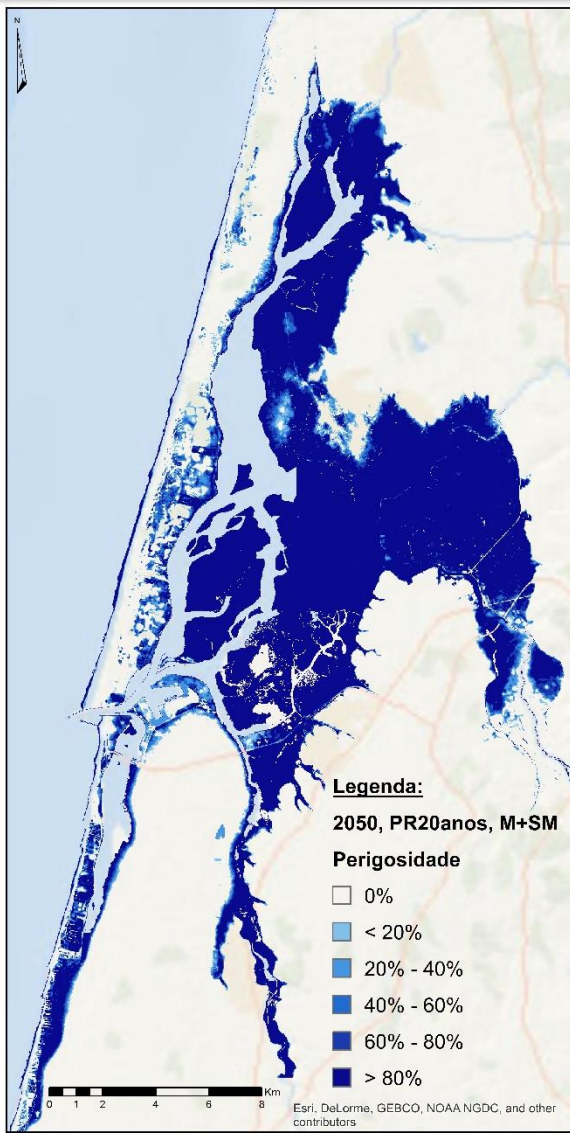 N
Legenda:
2050, PR20anos, M+SM
Perigosidade
0%
< 20%
20% - 40%
40% - 60%
60% - 80%
> 80%
0 2 4 6 8 Km
Esri, DeLorme, GEBCO, NOAA NGDC, and other
contributors